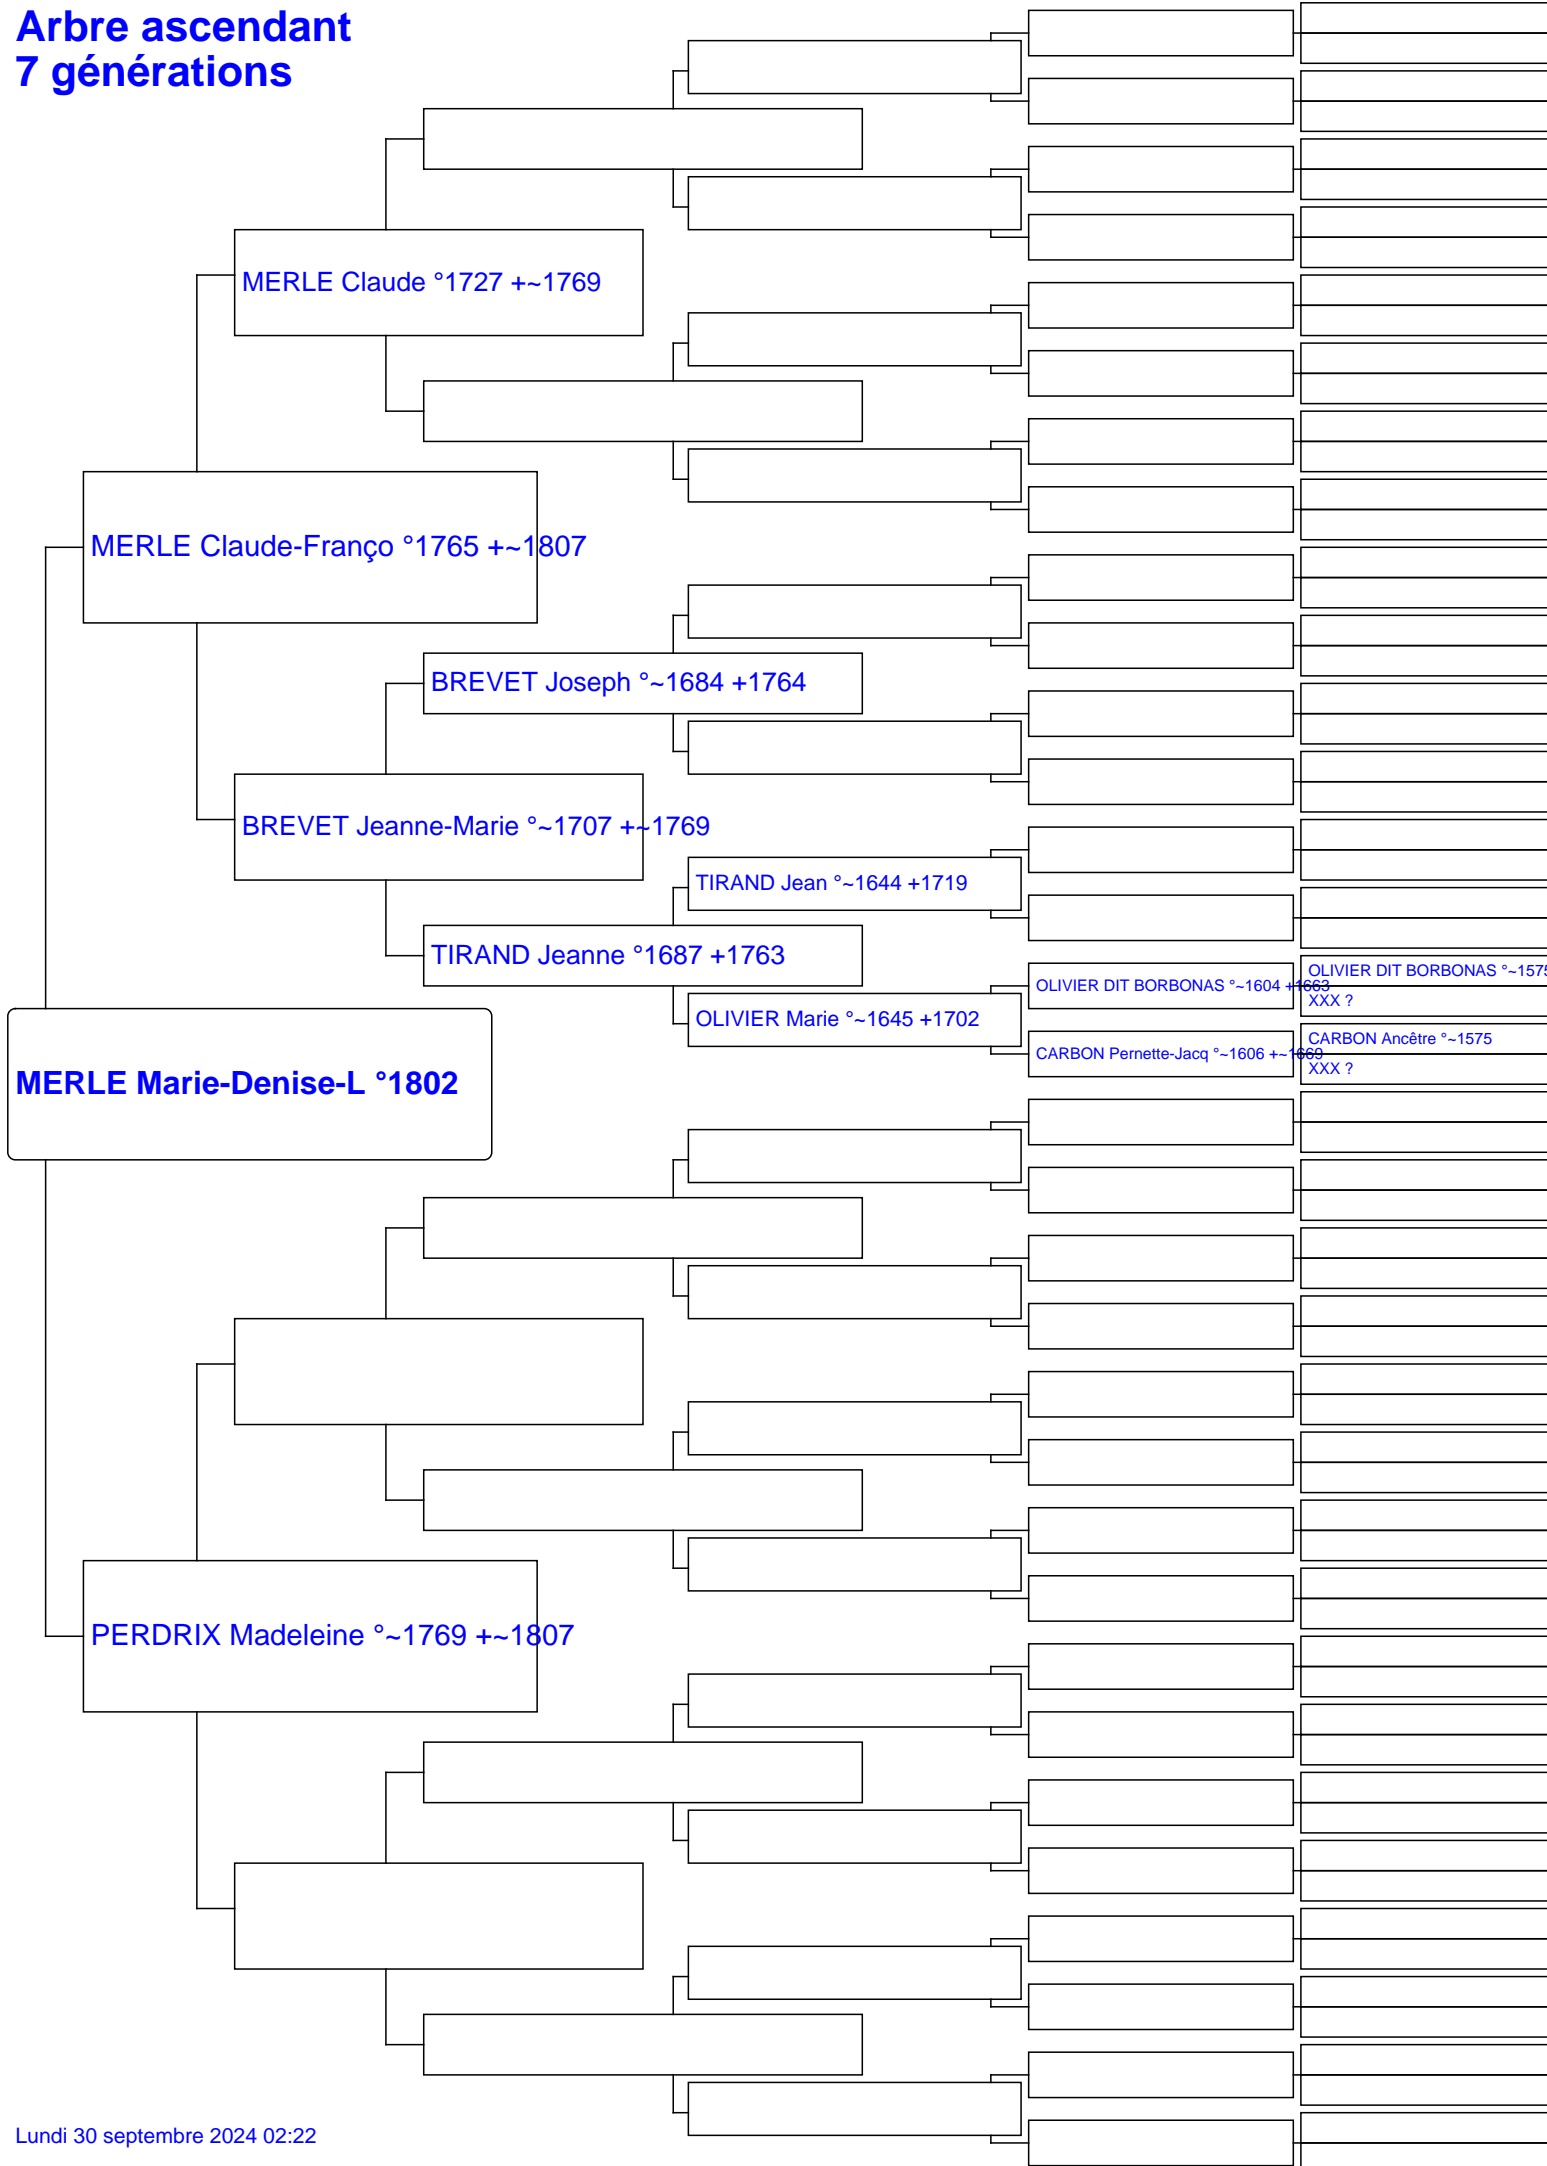 Arbre ascendant
7 générations
MERLE Claude °1727 +~1769
MERLE Claude-Franço °1765 +~1807
BREVET Joseph °~1684 +1764
BREVET Jeanne-Marie °~1707 +~1769
TIRAND Jean °~1644 +1719
TIRAND Jeanne °1687 +1763
OLIVIER DIT BORBONAS °~1575
OLIVIER DIT BORBONAS °~1604 +1663
XXX ?
OLIVIER Marie °~1645 +1702
CARBON Ancêtre °~1575
CARBON Pernette-Jacq °~1606 +~1669
XXX ?
MERLE Marie-Denise-L °1802
PERDRIX Madeleine °~1769 +~1807
Lundi 30 septembre 2024 02:22